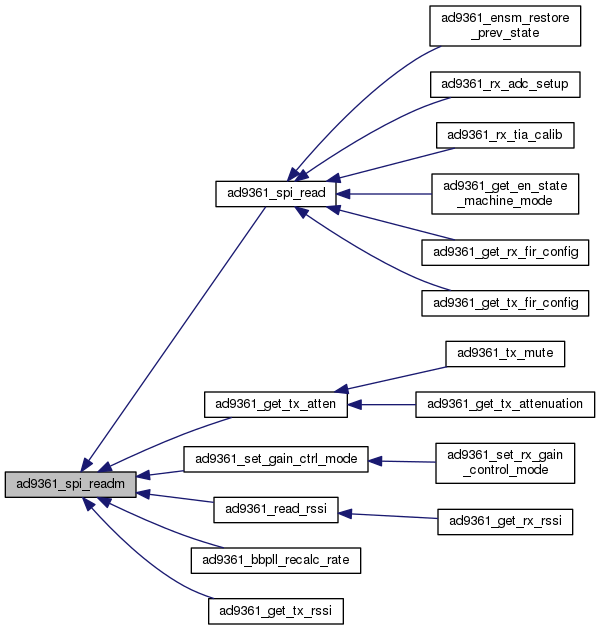 ad9361_ensm_restore
_prev_state
ad9361_rx_adc_setup
ad9361_rx_tia_calib
ad9361_spi_read
ad9361_get_en_state
_machine_mode
ad9361_get_rx_fir_config
ad9361_get_tx_fir_config
ad9361_tx_mute
ad9361_get_tx_atten
ad9361_get_tx_attenuation
ad9361_set_gain_ctrl_mode
ad9361_set_rx_gain
_control_mode
ad9361_spi_readm
ad9361_read_rssi
ad9361_get_rx_rssi
ad9361_bbpll_recalc_rate
ad9361_get_tx_rssi